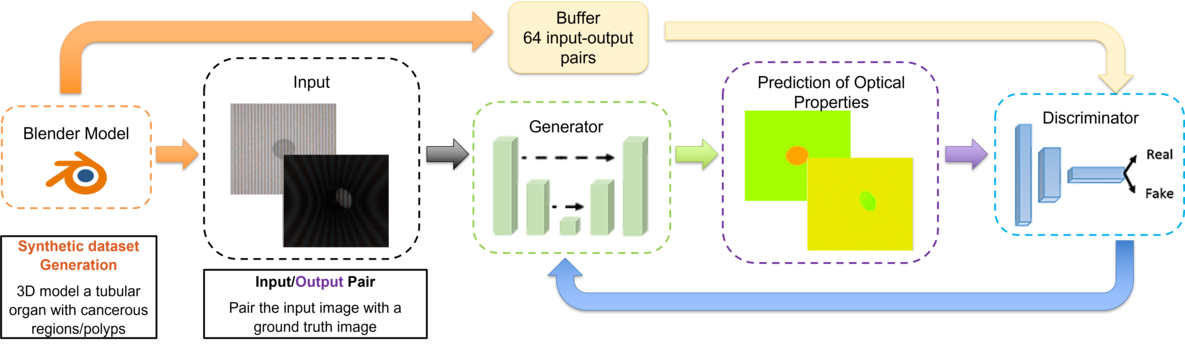 Buffer
64 input-output
pairs
Blender Model
Input
Generator
Prediction of Optical
Properties
Discriminator
Real
Fake
Synthetic dataset
Generation
3D model a tubular
organ with cancerous
regions/polyps
Input/Output Pair
Pair the input image with a
ground truth image